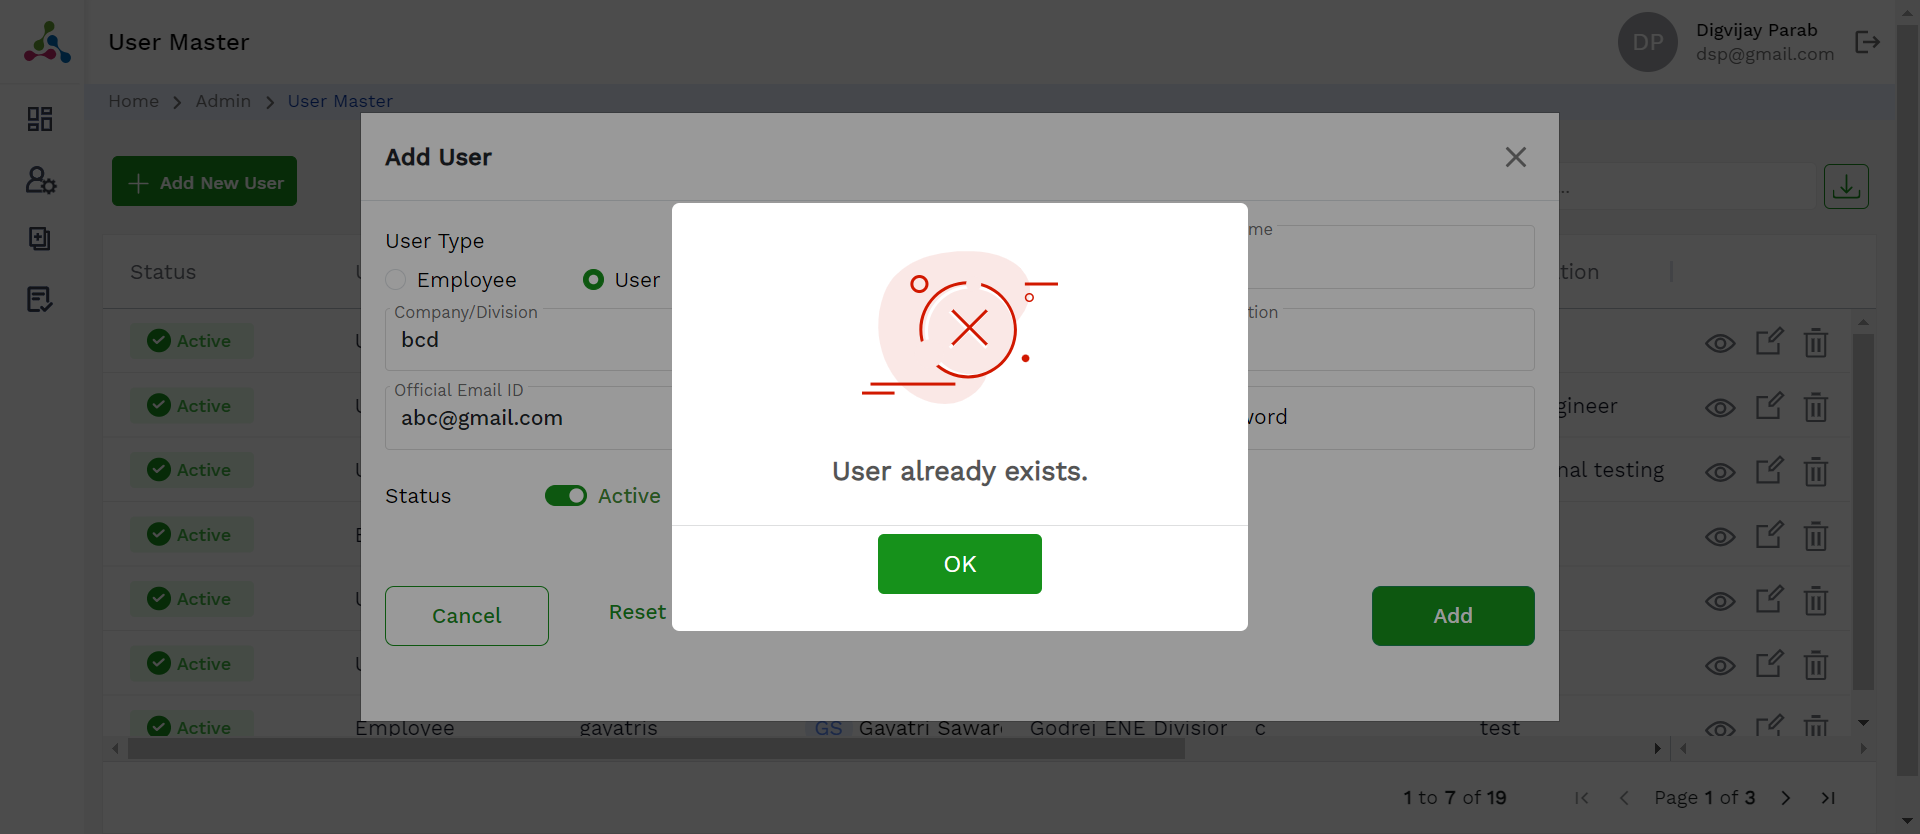 User Master
DP
Digvijay Parab
dsp@gmail.com
Home > Admin > User Master
Add New User
Add User
User Type
Employee
User
Company/Division
bcd
Official Email ID
abc@gmail.com
Status
Active
Cancel
Reset
Add
User already exists.
OK
Status
Active
Active
gineer
Active
nal testing
Active
Active
Active
Active Employee gayatris GS Gayatri Sawar Godrej ENE Division c test
1 to 7 of 19
Page 1 of 3